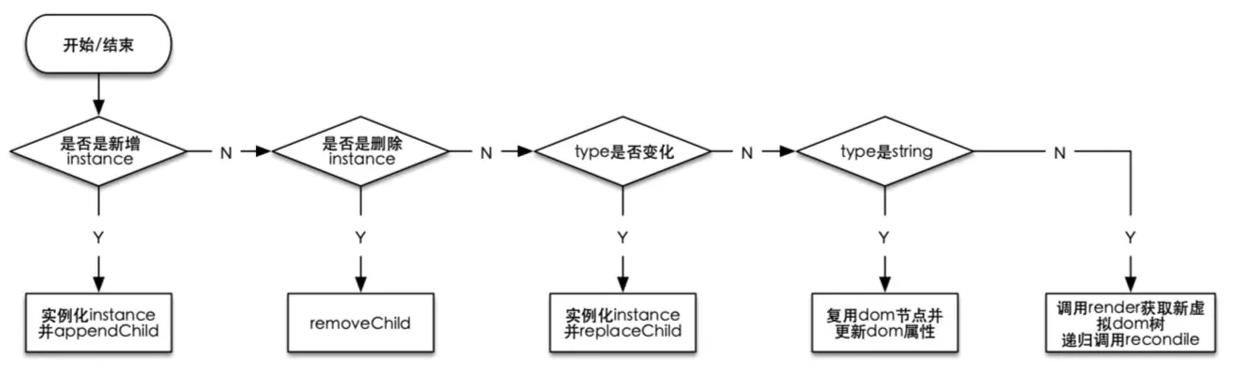 开始/结束
是否是新增
instance
N
是否是删除
instance
N
type是否变化
N
type是string
N
Y
Y
Y
Y
Y
实例化instance
并appendChild
removeChild
实例化instance
并replaceChild
复用dom节点并
更新dom属性
调用render获取新虚
拟dom树
递归调用recondile